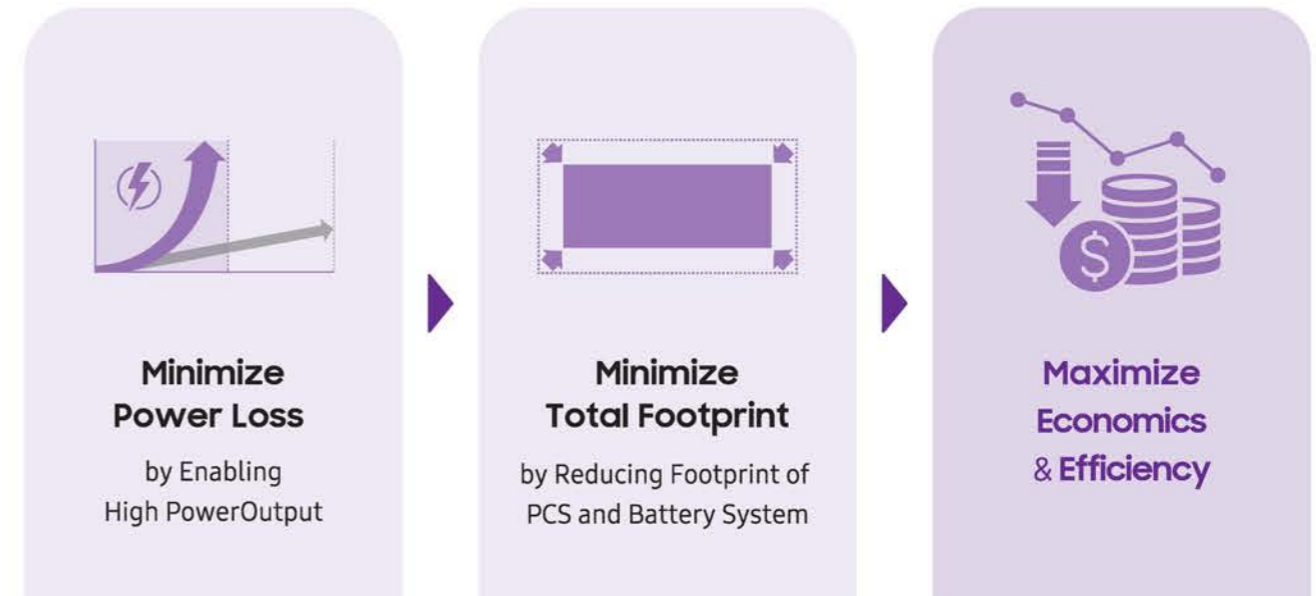 Minimize
Power Loss
by Enabling
High PowerOutput
Minimize
Total Footprint
by Reducing Footprint of
PCS and Battery System
$
Maximize
Economics
& Efficiency